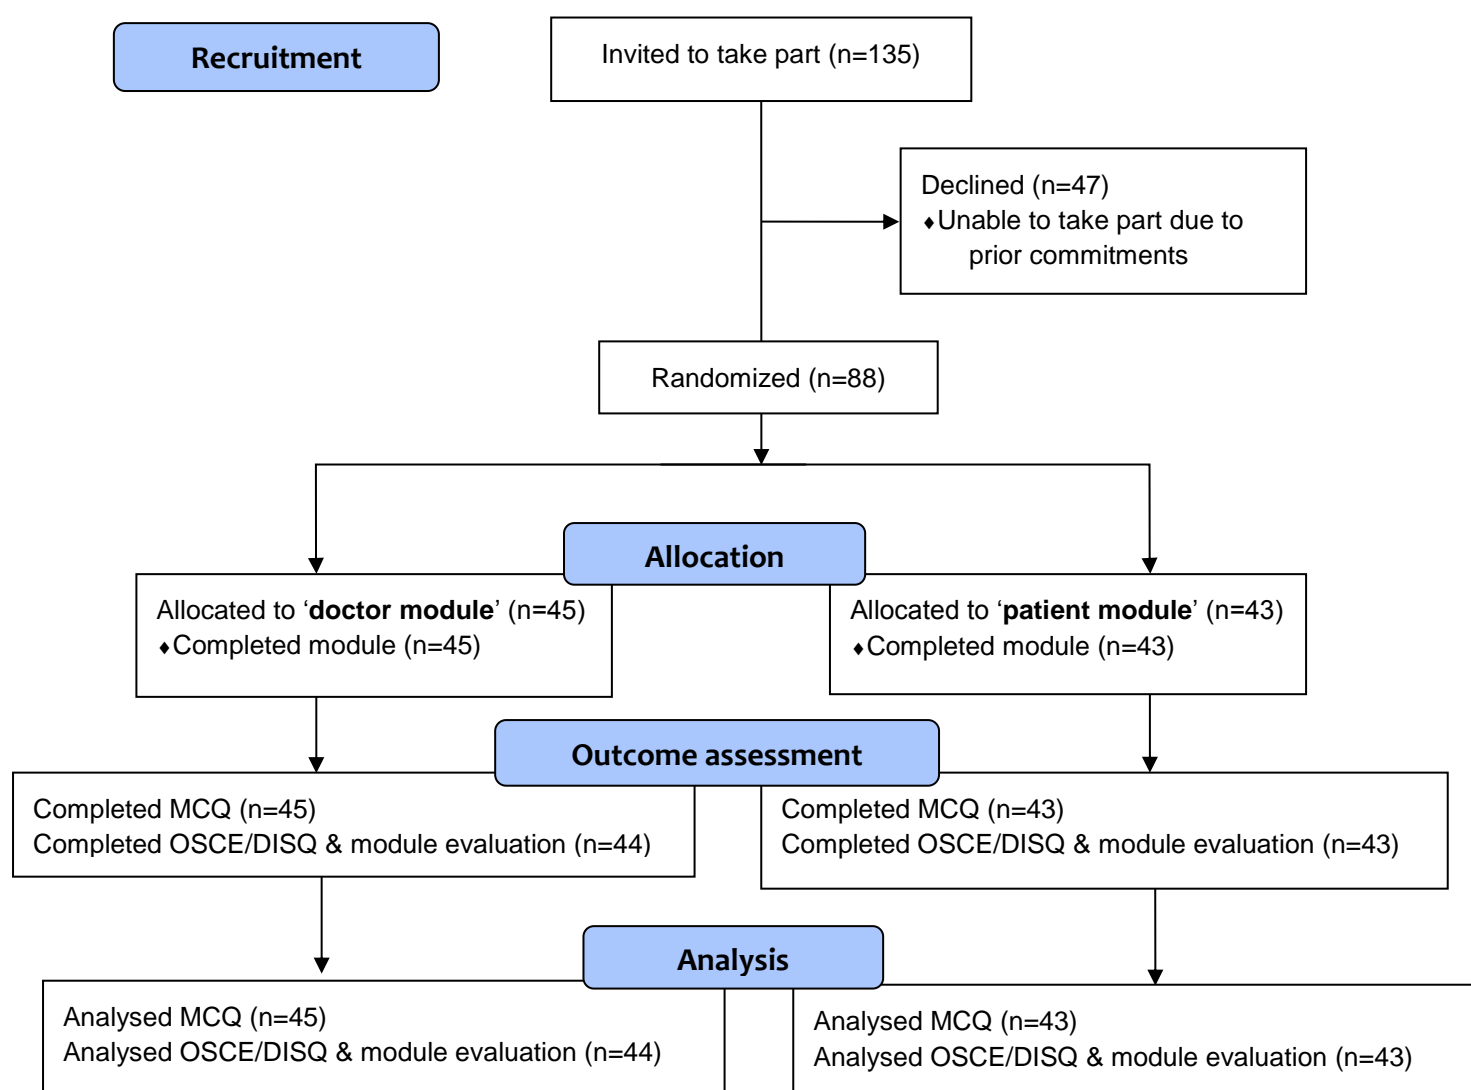 Recruitment
Invited to take part (n=135)
Declined (n=47)
♦Unable to take part due to
prior commitments
Randomized (n=88)
Allocation
Allocated to ‘doctor module’ (n=45)
♦Completed module (n=45)
Allocated to ‘patient module’ (n=43)
♦Completed module (n=43)
Outcome assessment
Completed MCQ (n=45)
Completed OSCE/DISQ & module evaluation (n=44)
Completed MCQ (n=43)
Completed OSCE/DISQ & module evaluation (n=43)
Analysis
Analysed MCQ (n=45)
Analysed OSCE/DISQ & module evaluation (n=44)
Analysed MCQ (n=43)
Analysed OSCE/DISQ & module evaluation (n=43)